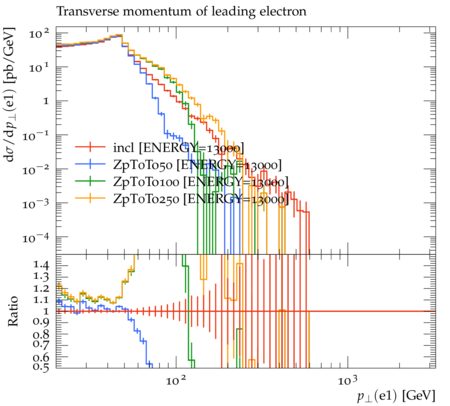 Transverse momentum of leading electron
dσ/dp⊥(e1) [pb/GeV]
10²
10¹
1
10⁻¹
10⁻²
10⁻³
10⁻⁴
incl [ENERGY=13000]
ZpToTo50 [ENERGY=13000]
ZpToTo100 [ENERGY=13000]
ZpToTo250 [ENERGY=13000]
Ratio
1.4
1.3
1.2
1.1
1
0.9
0.8
0.7
0.6
0.5
10² 10³
p⊥(e1) [GeV]